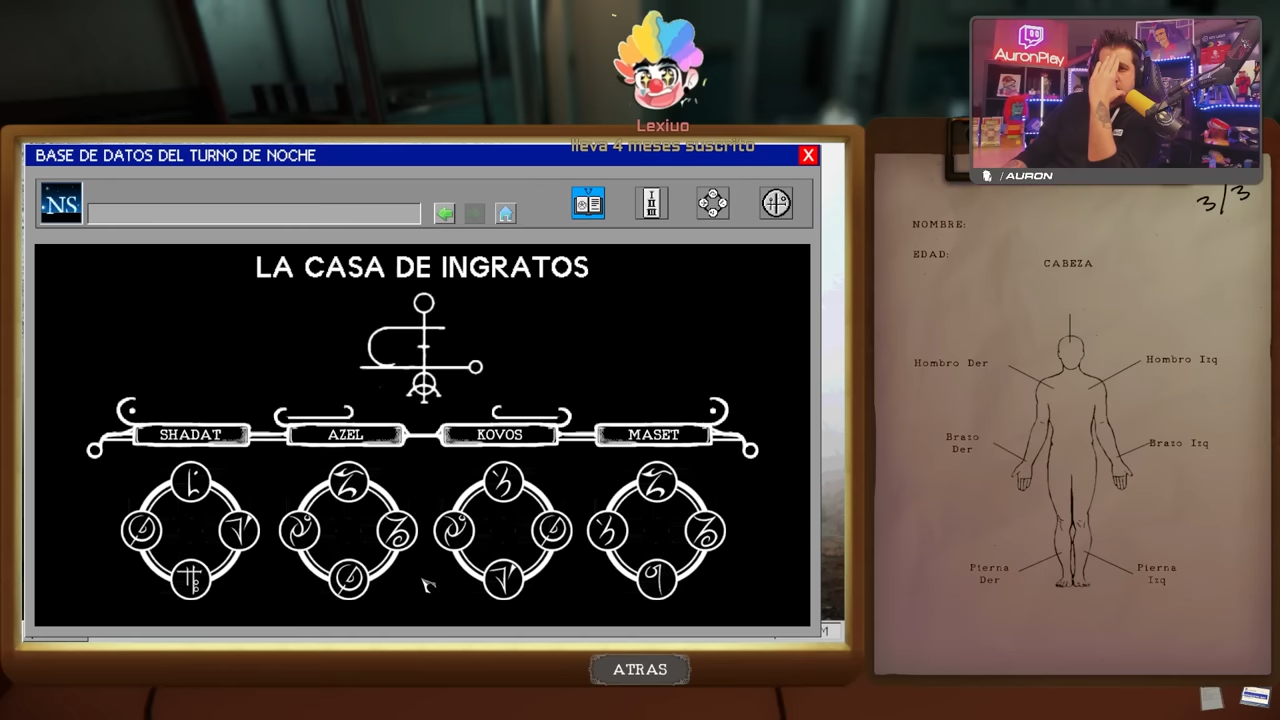 AuronPlay
/AURON
Lexiuo
lleva 4 meses suscrito
BASE DE DATOS DEL TURNO DE NOCHE
X
NS
I
II
III
LA CASA DE INGRATOS
SHADAT
AZEL
KOVOS
MASET
ATRAS
3/3
NOMBRE:
EDAD:
CABEZA
Hombro Der
Hombro Izq
Brazo
Der
Brazo Izq
Pierna
Der
Pierna
Izq